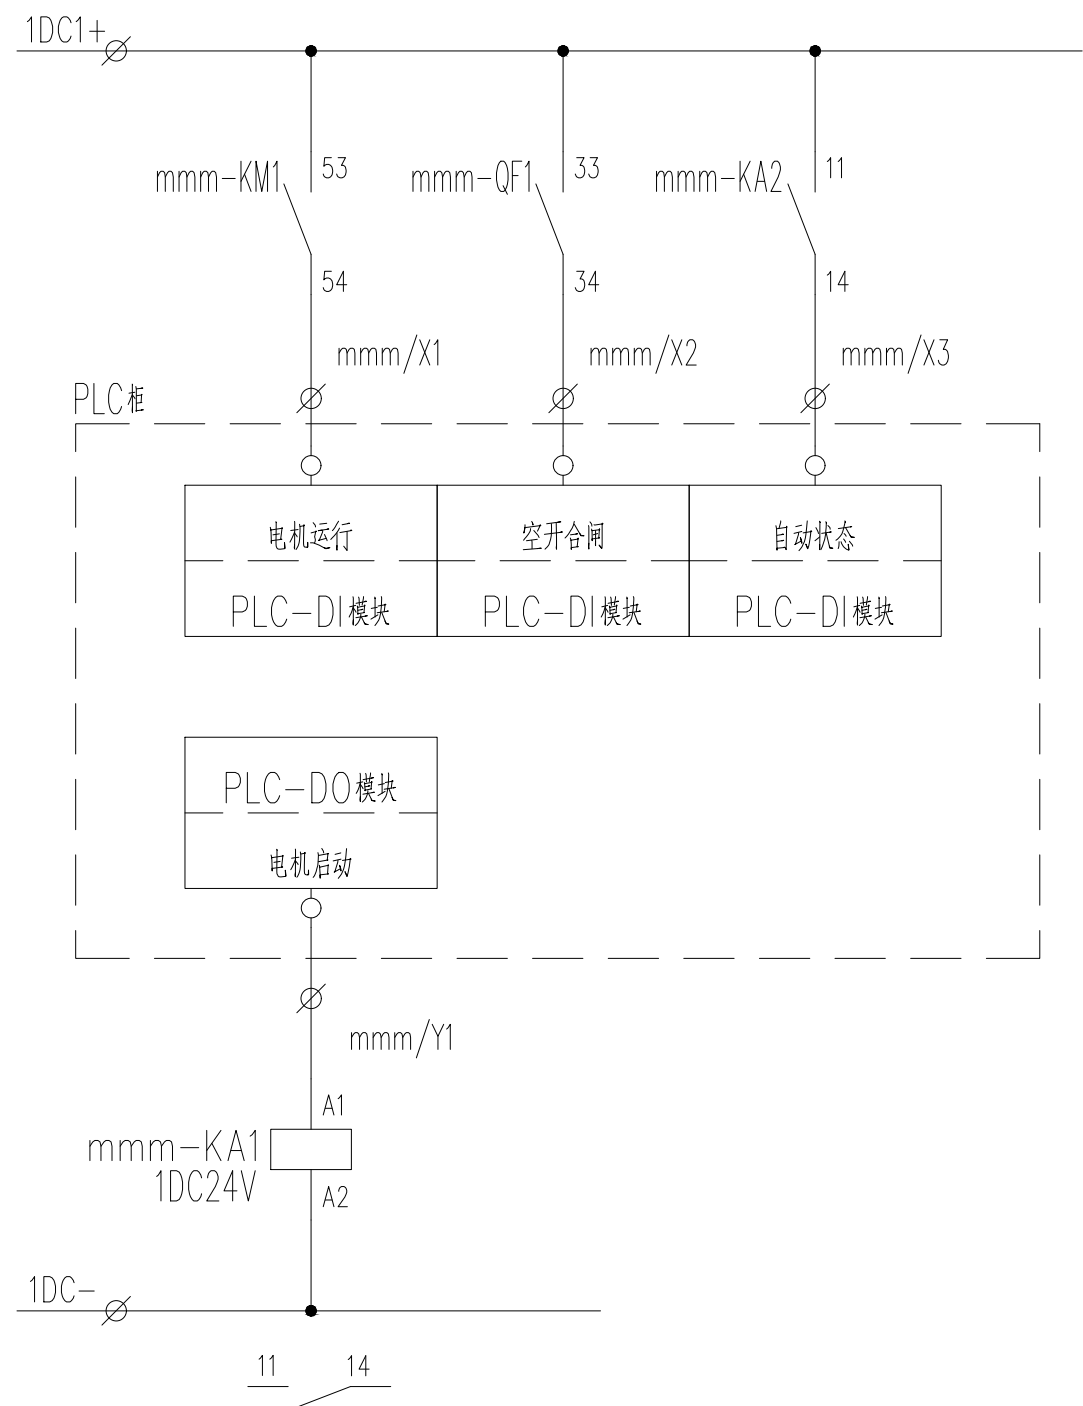 1DC1+
53 33 11
mmm-KM1 mmm-QF1 mmm-KA2
54 34 14
mmm/X1 mmm/X2 mmm/X3
PLC柜
电机运行 空开合闸 自动状态
PLC-DI模块 PLC-DI模块 PLC-DI模块
PLC-DO模块
电机启动
mmm/Y1
A1
mmm-KA1
1DC24V
A2
1DC-
11 14